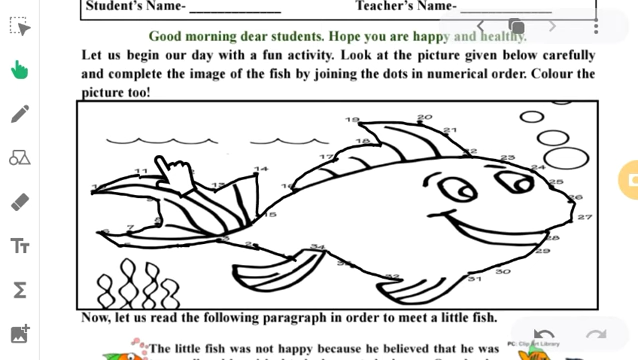 Student's Name- _____________ Teacher's Name- _____________
Good morning dear students. Hope you are happy and healthy.
Let us begin our day with a fun activity. Look at the picture given below carefully
and complete the image of the fish by joining the dots in numerical order. Colour the
picture too!
19 20
21
18
22
17 23
24
11 14
13 25
16
26
15 27
7
28
29
34
30
32 31
Now, let us read the following paragraph in order to meet a little fish.
PC: Clip Art Library
The little fish was not happy because he believed that he was